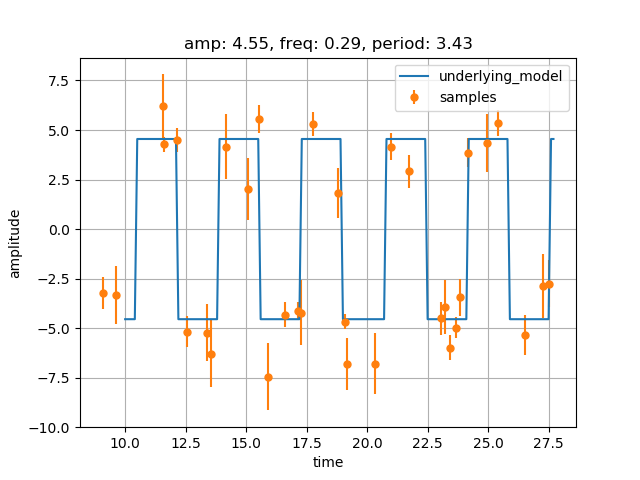 amp: 4.55, freq: 0.29, period: 3.43
underlying_model
samples
7.5
5.0
2.5
0.0
−2.5
−5.0
−7.5
−10.0
amplitude
10.0 12.5 15.0 17.5 20.0 22.5 25.0 27.5
time